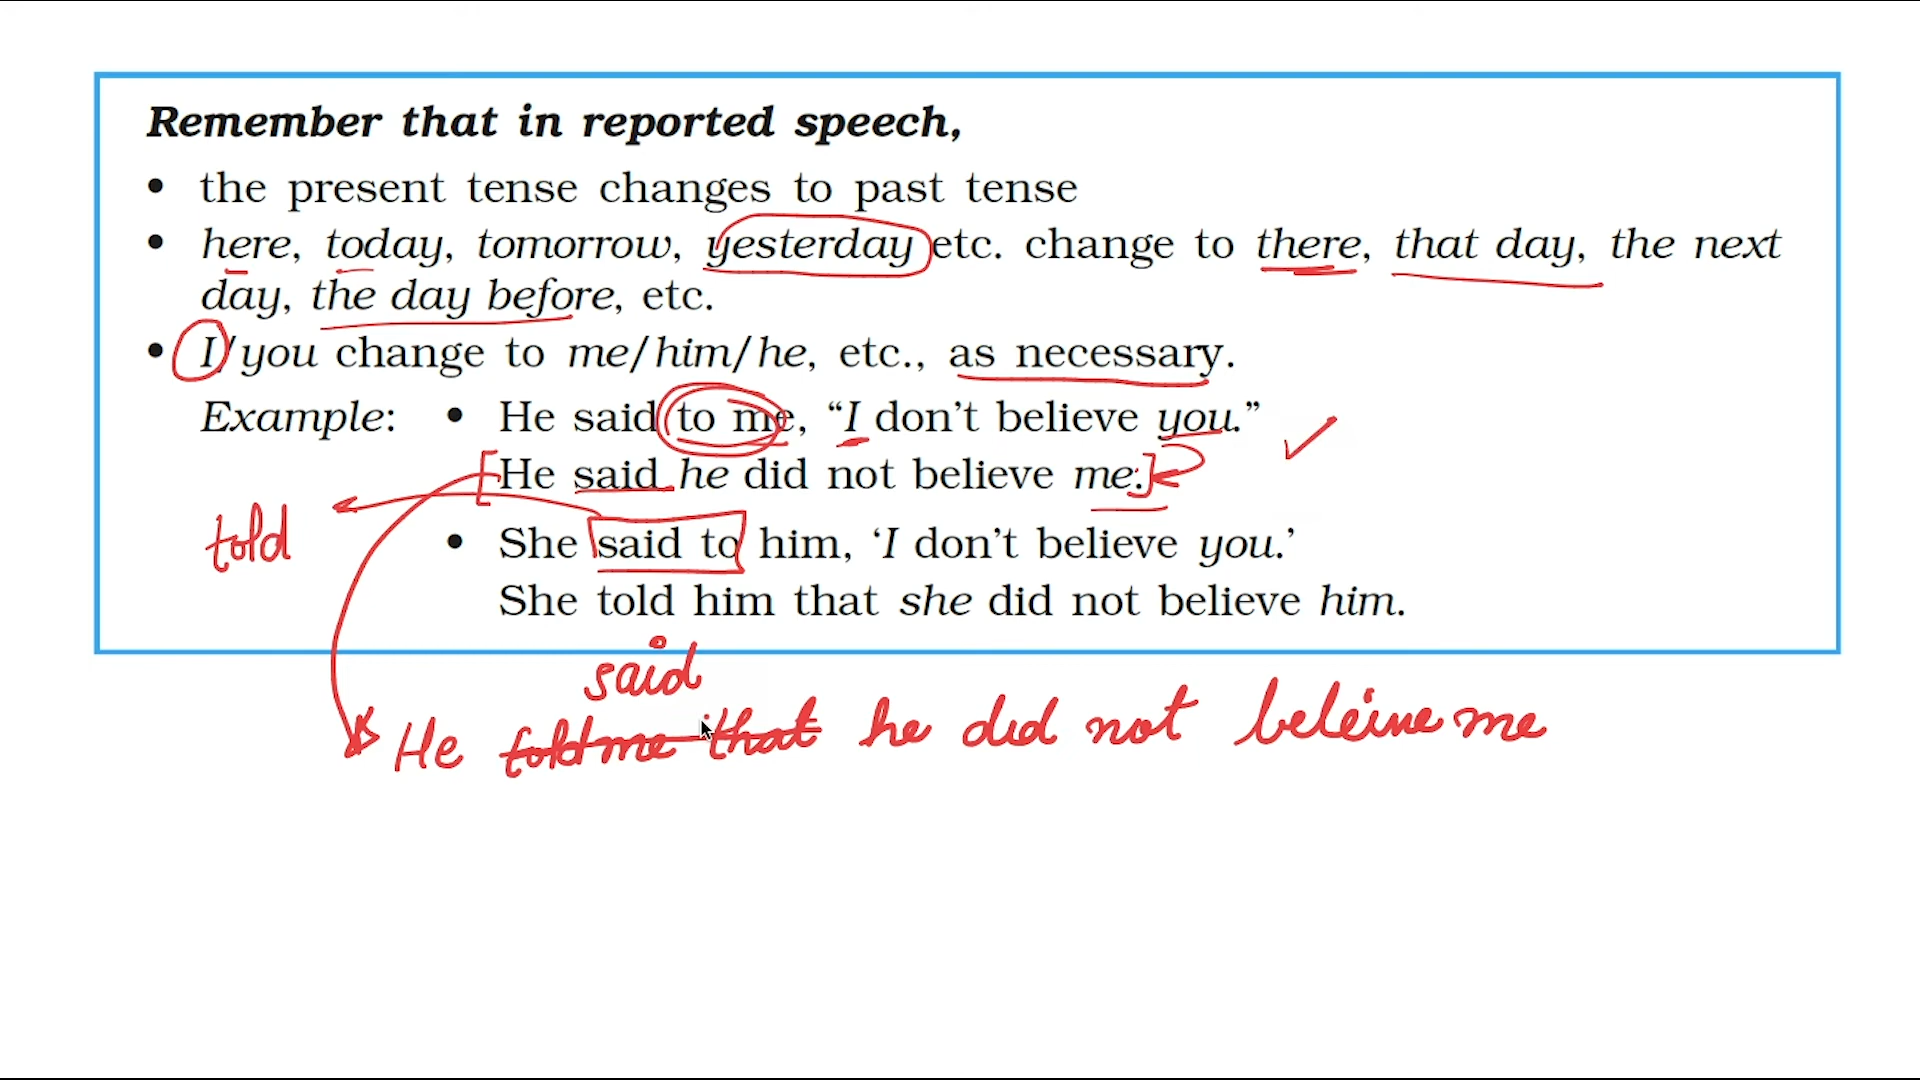 Remember that in reported speech,
• the present tense changes to past tense
• here, today, tomorrow, yesterday etc. change to there, that day, the next
day, the day before, etc.
• I/you change to me/him/he, etc., as necessary.
Example: • He said to me, “I don’t believe you.”
[He said he did not believe me.]
told
• She said to him, ‘I don’t believe you.’
She told him that she did not believe him.
said
He told me that he did not beleive me